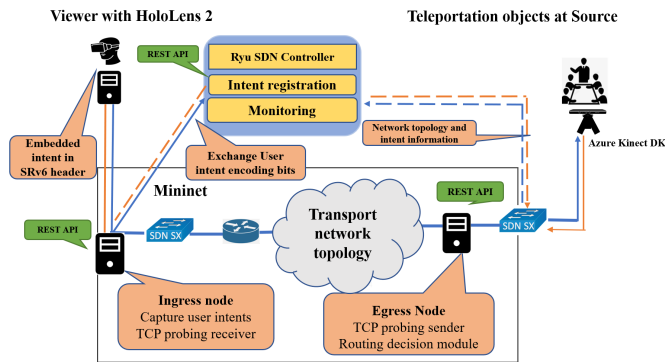 Viewer with HoloLens 2
Teleportation objects at Source
REST API
Ryu SDN Controller
Intent registration
Monitoring
Embedded
intent in
SRv6 header
Exchange User
intent encoding bits
Network topology and
intent information
Azure Kinect DK
Mininet
REST API
SDN SX
Transport
network
topology
REST API
SDN SX
Ingress node
Capture user intents
TCP probing receiver
Egress Node
TCP probing sender
Routing decision module